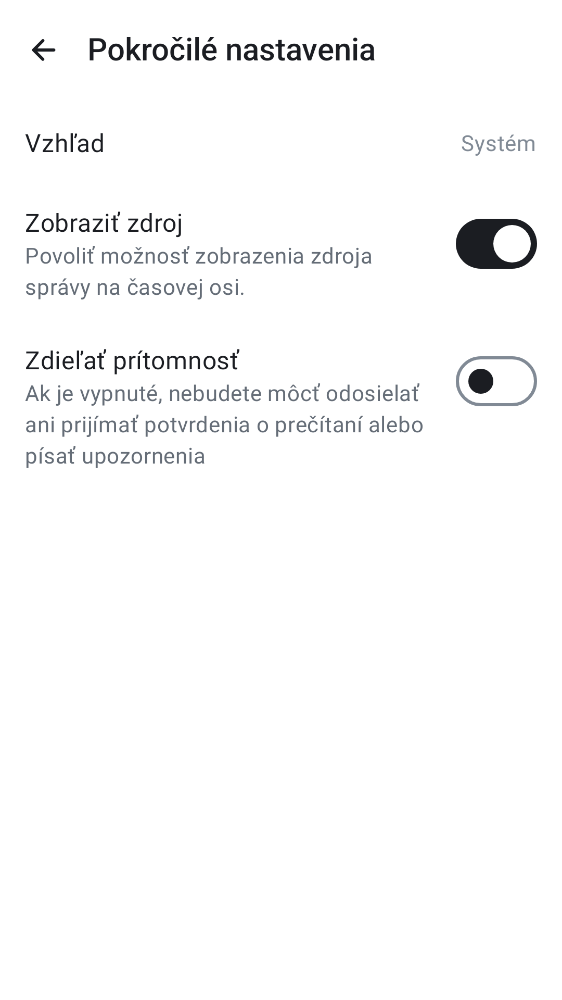 Pokročilé nastavenia
Vzhľad
Systém
Zobraziť zdroj
Povoliť možnosť zobrazenia zdroja
správy na časovej osi.
Zdieľať prítomnosť
Ak je vypnuté, nebudete môcť odosielať
ani prijímať potvrdenia o prečítaní alebo
písať upozornenia